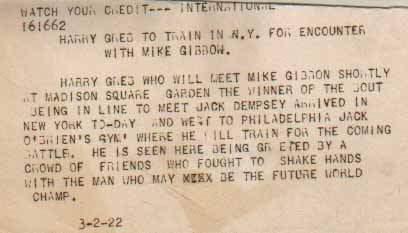 WATCH YOUR CREDIT--- INTERNATIONAL
161662
HARRY GREB TO TRAIN IN N.Y. FOR ENCOUNTER
WITH MIKE GIBBOW.
HARRY GREB WHO WILL MEET MIKE GIBBON SHORTLY
AT MADISON SQUARE GARDEN THE WINNER OF THE BOUT
BEING IN LINE TO MEET JACK DEMPSEY ARRIVED IN
NEW YORK TO-DAY AND WENT TO PHILADELPHIA JACK
O'BRIEN'S GYM' WHERE HE WILL TRAIN FOR THE COMING
BATTLE. HE IS SEEN HERE BEING GREETED BY A
CROWD OF FRIENDS WHO FOUGHT TO SHAKE HANDS
WITH THE MAN WHO MAY BE THE FUTURE WORLD
CHAMP.
3-2-22